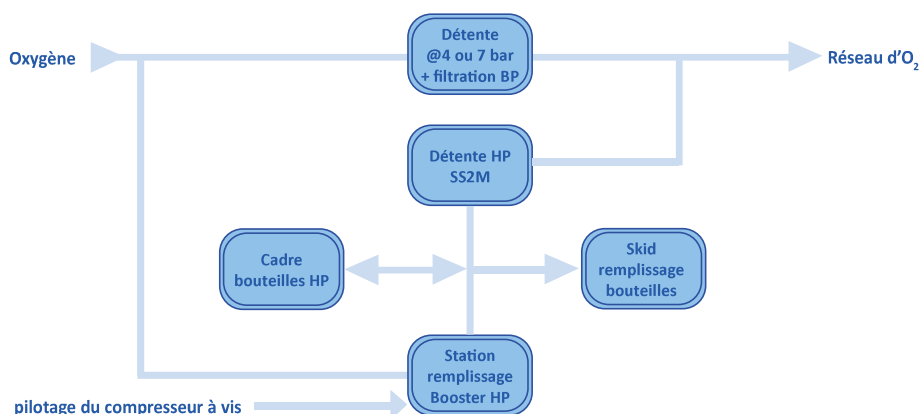 Oxygène
Détente
@4 ou 7 bar
+ filtration BP
Réseau d’O₂
Détente HP
SS2M
Cadre
bouteilles HP
Skid
remplissage
bouteilles
Station
remplissage
Booster HP
pilotage du compresseur à vis